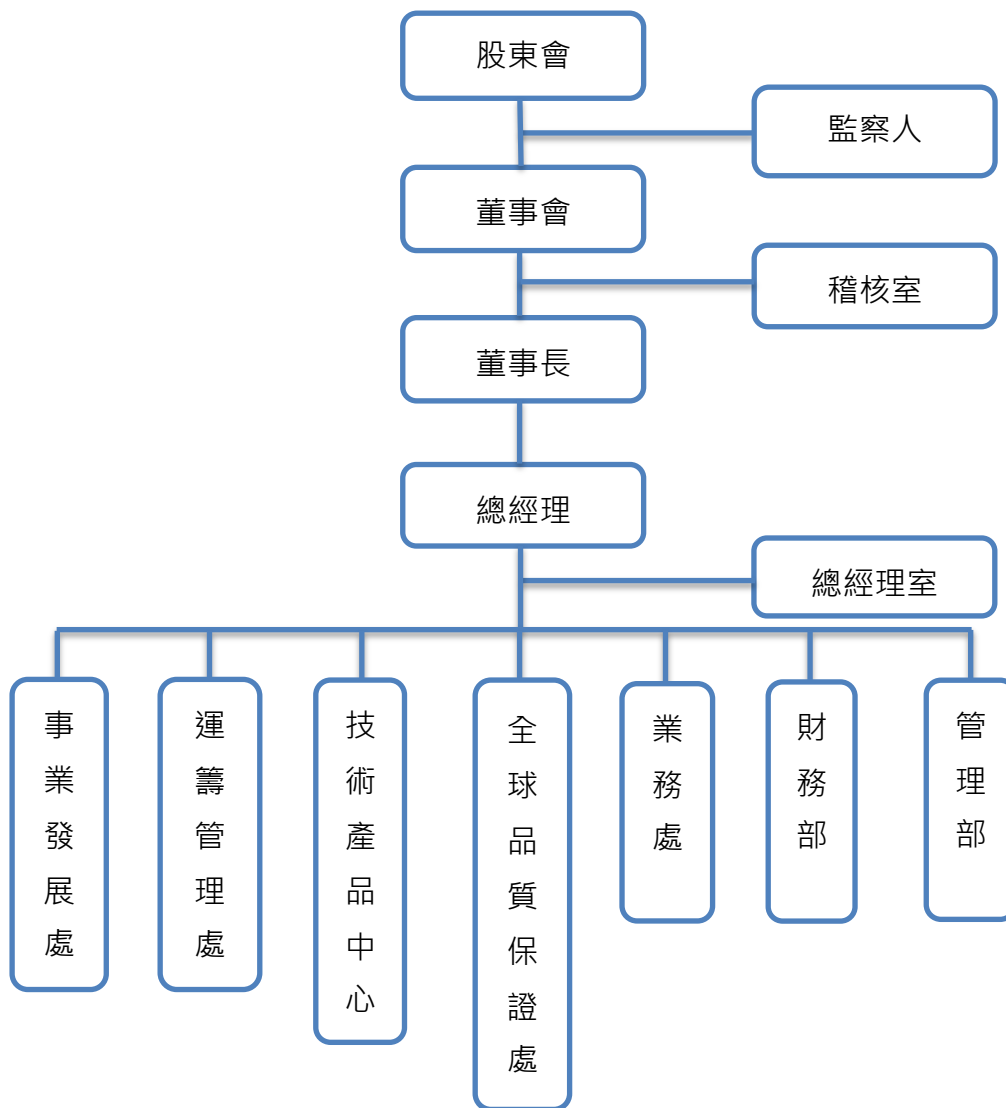 股東會
監察人
董事會
稽核室
董事長
總經理
總經理室
事業發展處
運籌管理處
技術產品中心
全球品質保證處
業務處
財務部
管理部